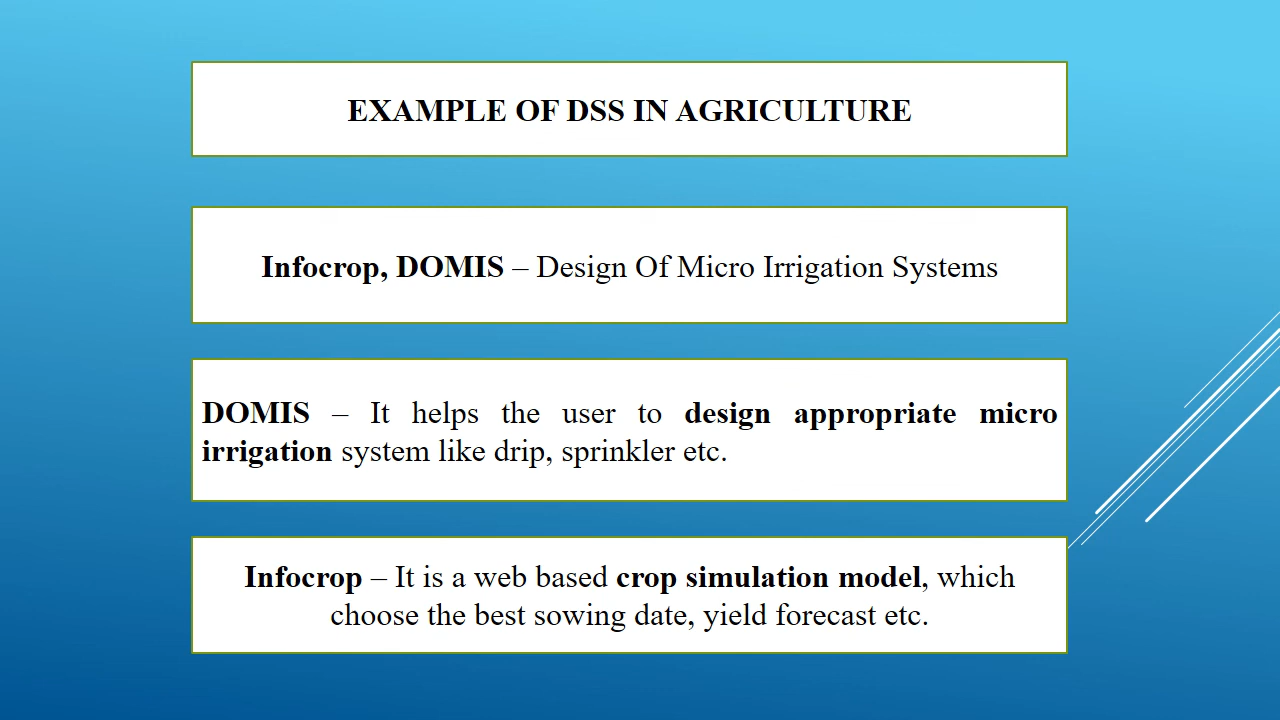 EXAMPLE OF DSS IN AGRICULTURE
Infocrop, DOMIS – Design Of Micro Irrigation Systems
DOMIS – It helps the user to design appropriate micro
irrigation system like drip, sprinkler etc.
Infocrop – It is a web based crop simulation model, which
choose the best sowing date, yield forecast etc.